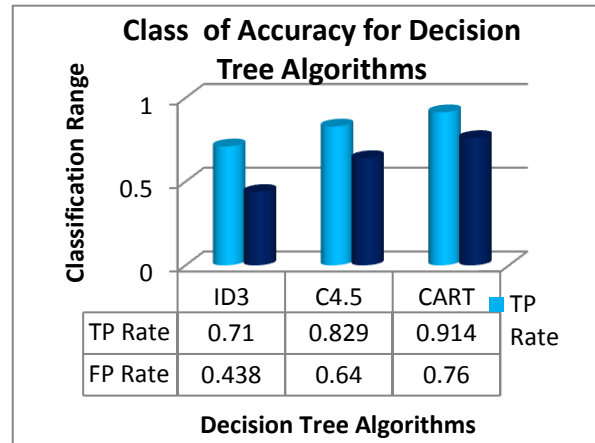 Class of Accuracy for Decision
Tree Algorithms
Classification Range
1
0.5
0
ID3 C4.5 CART
TP Rate 0.71 0.829 0.914
FP Rate 0.438 0.64 0.76
TP
Rate
Decision Tree Algorithms